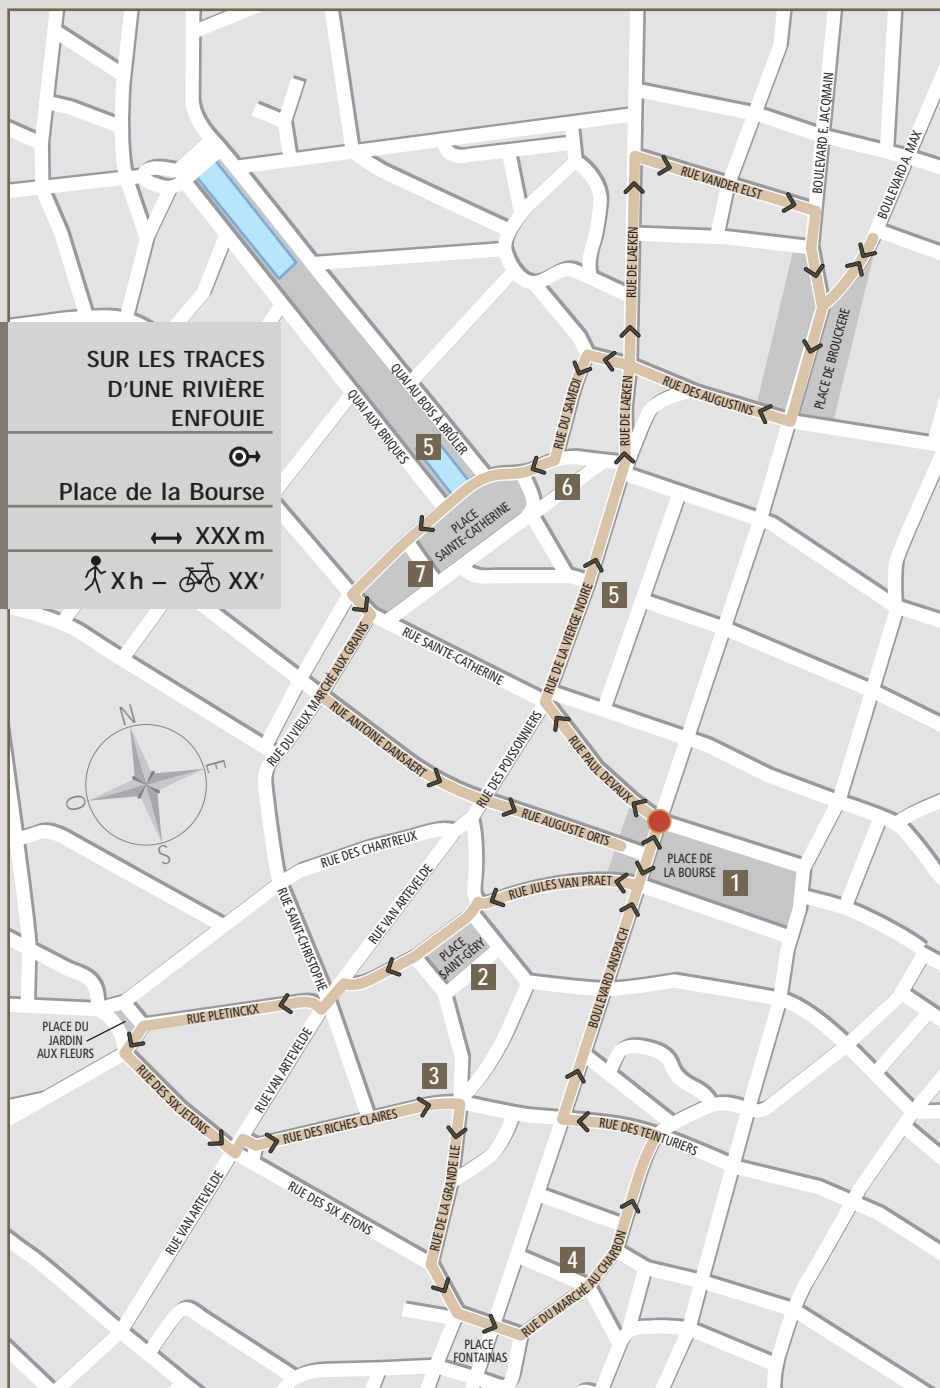 BOULEVARD E. JACQMAIN
BOULEVARD A. MAX
RUE VANDER ELST
RUE DE LAEKEN
PLACE DE BROUCKERE
SUR LES TRACES
D'UNE RIVIÈRE
ENFOUIE
Place de la Bourse
XXX m
X h – XX'
QUAI AU BOIS À BRÛLER
QUAI AUX BRIQUES
5
RUE DU SAMEDI
RUE DE LAEKEN
RUE DES AUGUSTINS
6
PLACE
SAINTE-CATHERINE
7
5
RUE DE LA VIERGE NOIRE
RUE SAINTE-CATHERINE
RUE DU VIEUX MARCHÉ AUX GRAINS
RUE ANTOINE DANSAERT
RUE DES POISSONNIERS
RUE PAUL DEVAUX
N
E
O
S
RUE AUGUSTE ORTS
RUE DES CHARTREUX
PLACE DE
LA BOURSE
1
RUE JULES VAN PRAET
RUE VAN ARTEVELDE
RUE SAINT-CHRISTOPHE
PLACE
SAINT-GÉRY
2
BOULEVARD ANSPACH
RUE PLETINCKX
PLACE DU
JARDIN
AUX FLEURS
RUE VAN ARTEVELDE
3
RUE DES SIX JETONS
RUE DES RICHES CLAIRES
RUE DES TEINTURIERS
RUE DE LA GRANDE ILE
RUE VAN ARTEVELDE
RUE DES SIX JETONS
4
RUE DU MARCHÉ AU CHARBON
PLACE
FONTAINAS